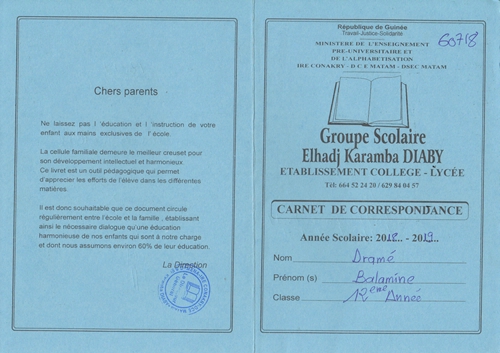 Chers parents
Ne laissez pas l 'éducation et l 'instruction de votre
enfant aux mains exclusives de l' école.
La cellule familiale demeure le meilleur creuset pour
son développement intellectuel et harmonieux
Ce livret est un outil pédagogique qui permet
d'apprécier les efforts de l'élève dans les différentes
matières.
Il est donc souhaitable que ce document circule
régulièrement entre l'école et la famille ; établissant
ainsi le nécessaire dialogue qu'une éducation
harmonieuse de nos enfants qui sont à notre charge
et dont nous assumons environ 60% de leur éducation.
La Direction
République de Guinée
Travail-Justice-Solidarité
60718
MINISTERE DE L'ENSEIGNEMENT
PRE-UNIVERSITAIRE ET
DE L'ALPHABETISATION
IRE CONAKRY - D C E MATAM - DSEC MATAM
Groupe Scolaire
Elhadj Karamba DIABY
ETABLISSEMENT COLLEGE - LYCÉE
Tél: 664 52 24 20 / 629 84 04 57
CARNET DE CORRESPONDANCE
Année Scolaire: 2018.. - 2019..
Nom Dramé
Prénom (s) Balamine
Classe 12eme Année